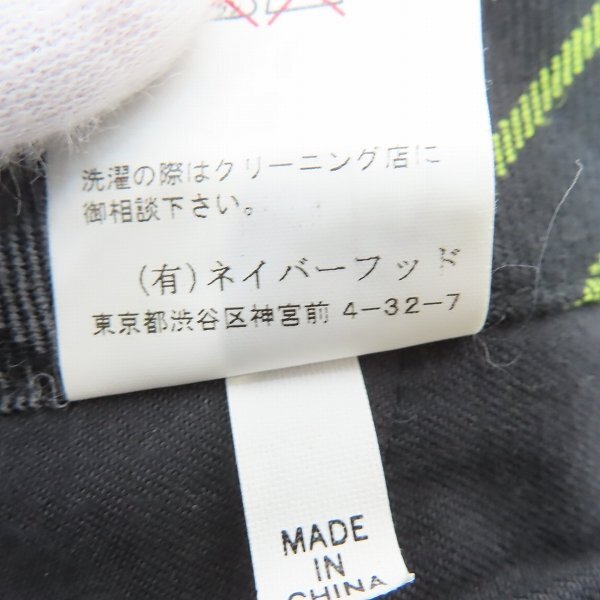 洗濯の際はクリーニング店に
御相談下さい。
(有)ネイバーフッド
東京都渋谷区神宮前 4-32-7
MADE
IN
CHINA